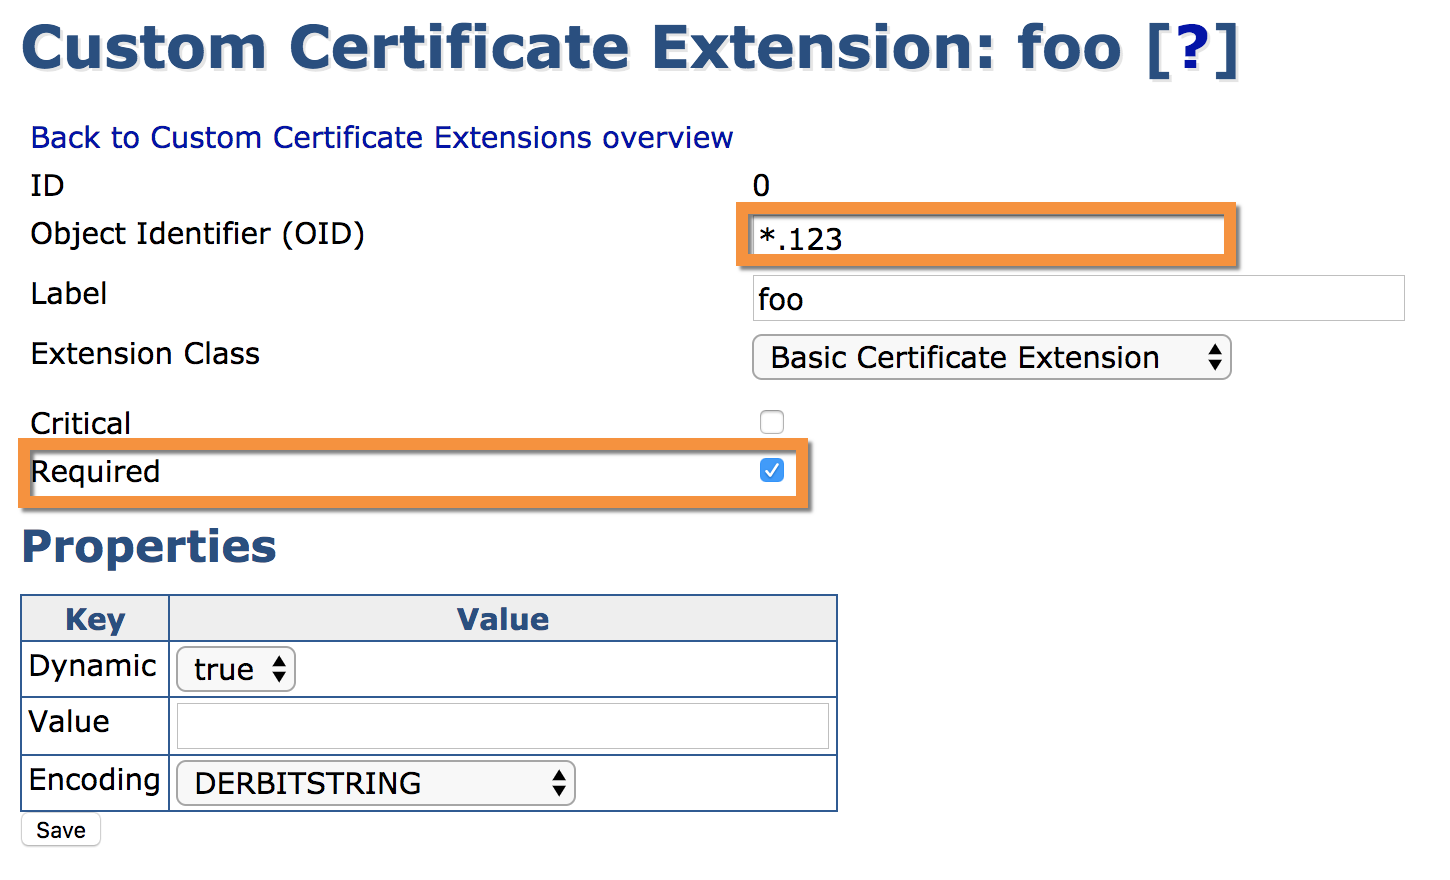 Custom Certificate Extension: foo [?]
Back to Custom Certificate Extensions overview
ID 0
Object Identifier (OID) *.123
Label foo
Extension Class Basic Certificate Extension
Critical
Required
Properties
Key Value
Dynamic true
Value
Encoding DERBITSTRING
Save